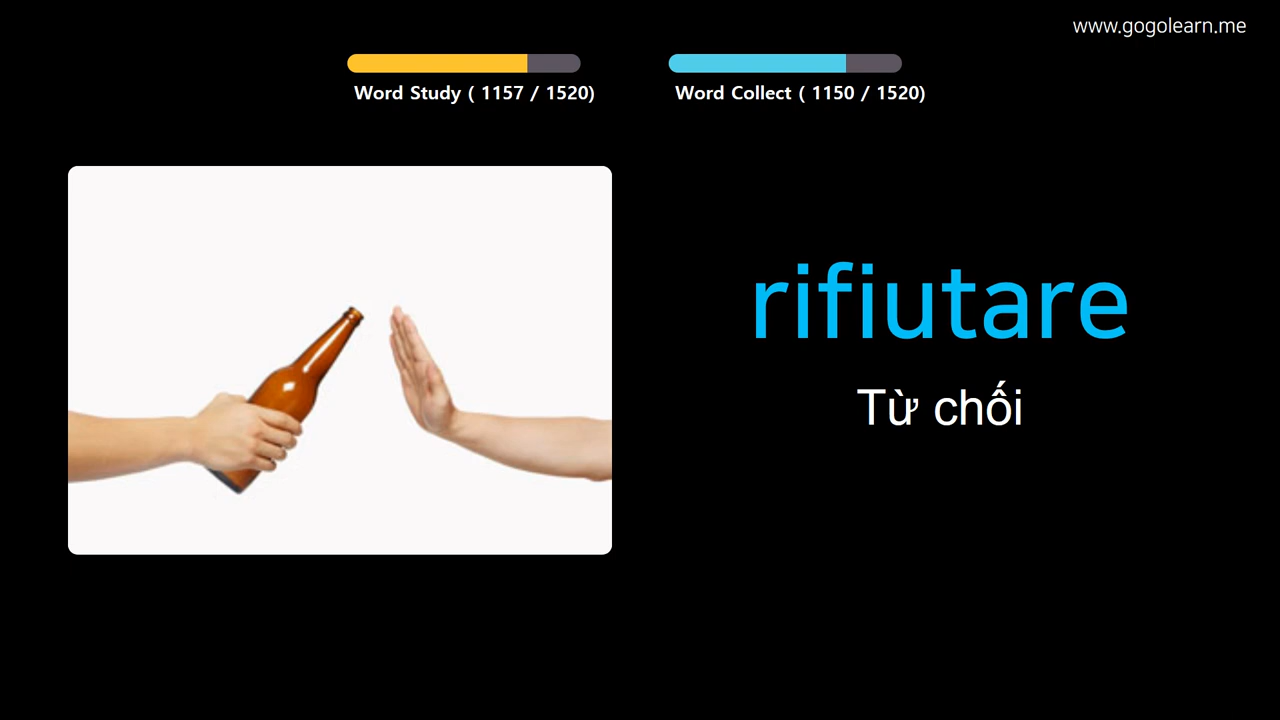 www.gogolearn.me
Word Study ( 1157 / 1520)
Word Collect ( 1150 / 1520)
rifiutare
Từ chối